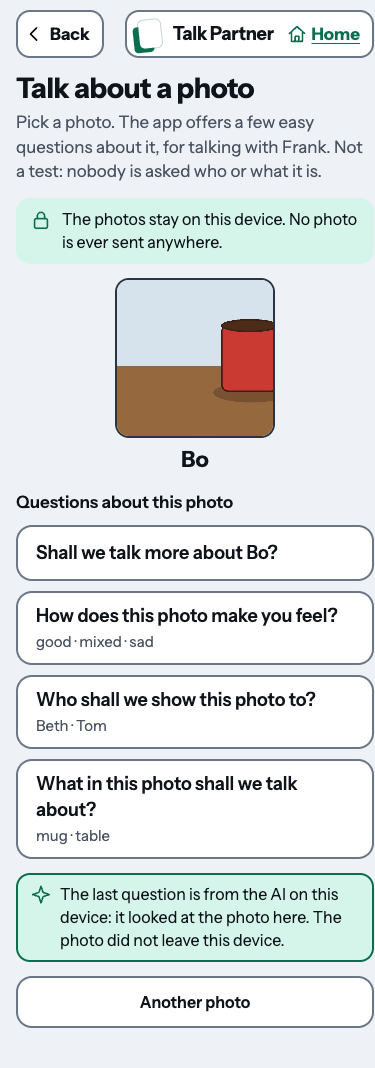 Back
Talk Partner
Home
Talk about a photo
Pick a photo. The app offers a few easy
questions about it, for talking with Frank. Not
a test: nobody is asked who or what it is.
The photos stay on this device. No photo
is ever sent anywhere.
Bo
Questions about this photo
Shall we talk more about Bo?
How does this photo make you feel?
good · mixed · sad
Who shall we show this photo to?
Beth · Tom
What in this photo shall we talk
about?
mug · table
The last question is from the AI on this
device: it looked at the photo here. The
photo did not leave this device.
Another photo